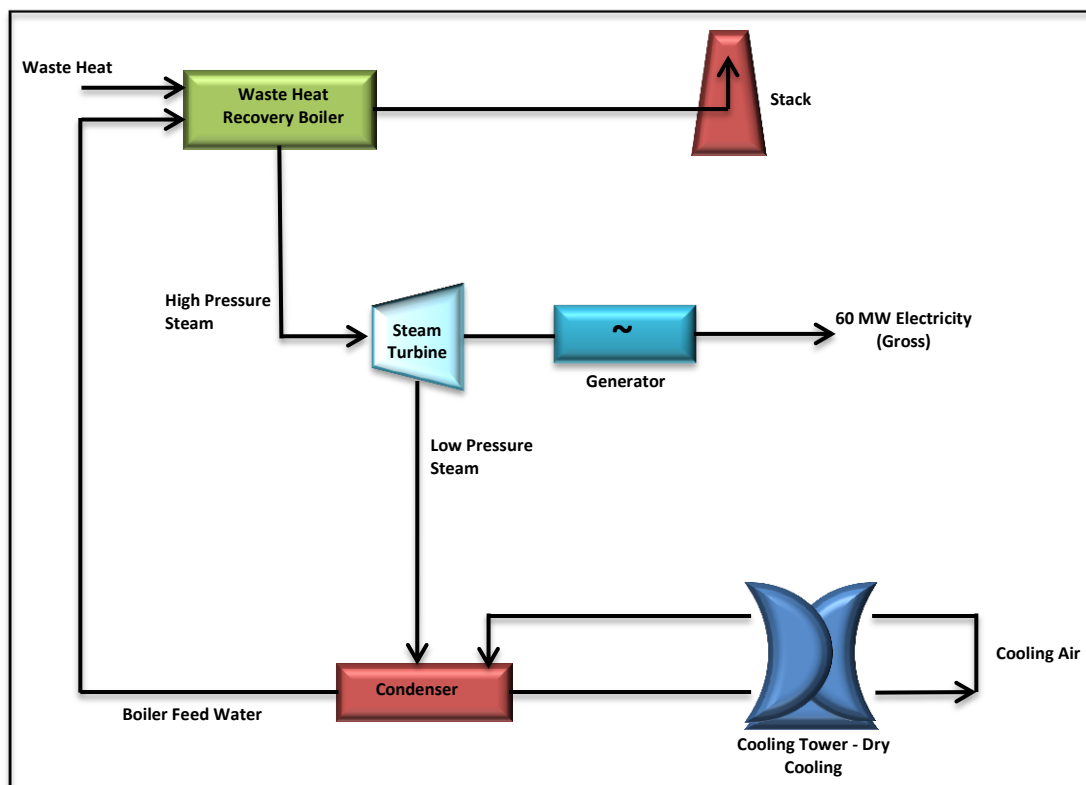 Waste Heat
Waste Heat
Recovery Boiler
Stack
High Pressure
Steam
Steam
Turbine
~
Generator
60 MW Electricity
(Gross)
Low Pressure
Steam
Cooling Air
Condenser
Boiler Feed Water
Cooling Tower - Dry
Cooling